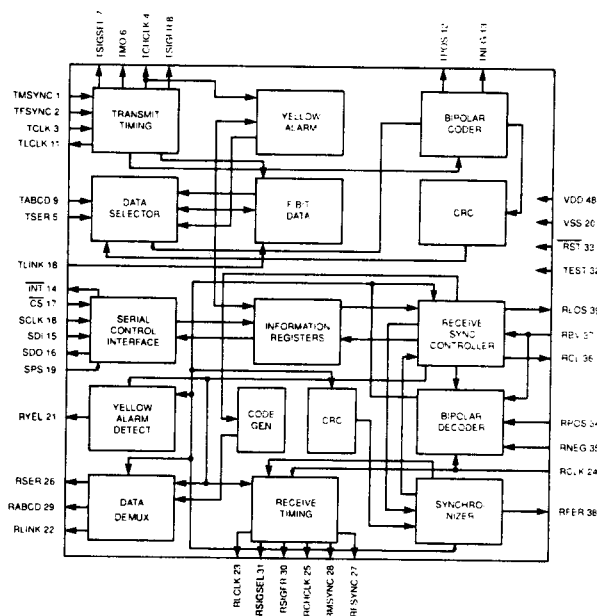 TSIGSEL 7
TMO 6
TCHCLK 4
TSIGFR 8
TPOS 12
TNEG 13
TMSYNC 1
TFSYNC 2
TCLK 3
TLCLK 11
TRANSMIT
TIMING
YELLOW
ALARM
BIPOLAR
CODER
TABCD 9
TSER 5
DATA
SELECTOR
F BIT
DATA
CRC
VDD 48
VSS 20
RST 33
TEST 32
TLINK 18
INT 14
CS 17
SCLK 18
SDI 15
SDO 16
SPS 19
SERIAL
CONTROL
INTERFACE
INFORMATION
REGISTERS
RECEIVE
SYNC
CONTROLLER
RLOS 39
RBV 37
RCL 36
RYEL 21
YELLOW
ALARM
DETECT
CODE
GEN
CRC
BIPOLAR
DECODER
RPOS 34
RNEG 35
RCLK 24
RSER 26
RABCD 29
RLINK 22
DATA
DEMUX
RECEIVE
TIMING
SYNCHRO
NIZER
RFER 38
RLCLK 23
RSIGSEL 31
RSIGFR 30
RCHCLK 25
RMSYNC 28
RFSYNC 27